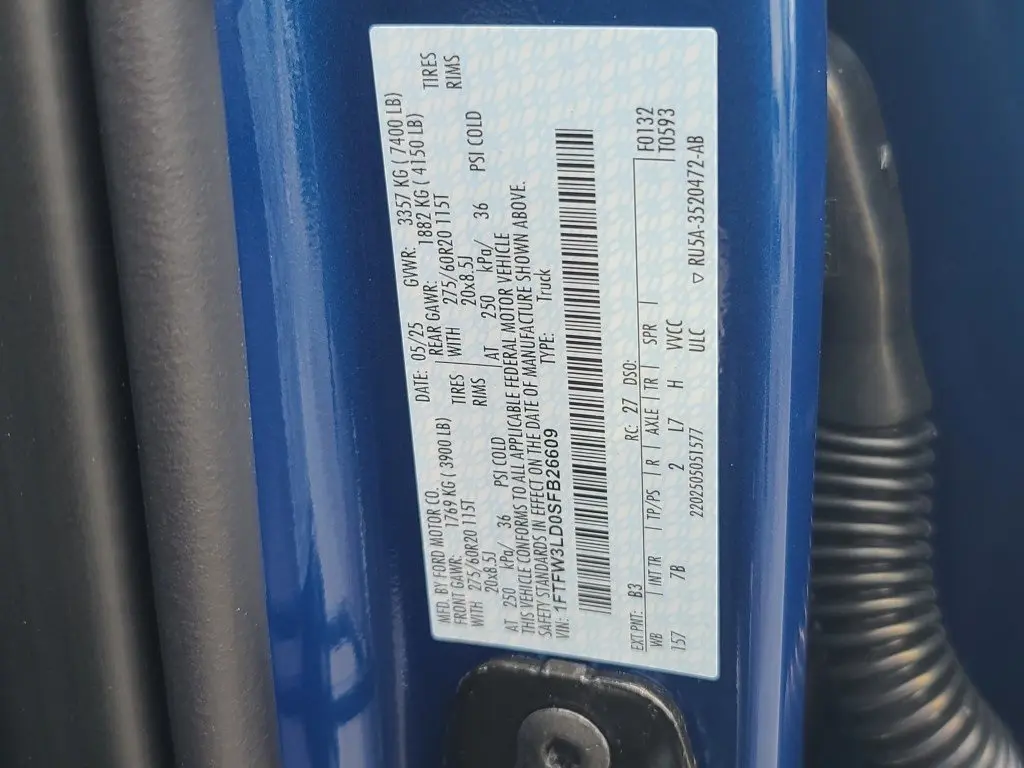 MFD. BY FORD MOTOR CO. DATE: 05/25 GVWR: 3357 KG ( 7400 LB)
FRONT GAWR: 1769 KG ( 3900 LB) REAR GAWR: 1882 KG ( 4150 LB)
WITH 275/60R20 115T TIRES WITH 275/60R20 115T TIRES
20x8.5J RIMS 20x8.5J RIMS
AT 250 kPa/ 36 PSI COLD AT 250 kPa/ 36 PSI COLD
THIS VEHICLE CONFORMS TO ALL APPLICABLE FEDERAL MOTOR VEHICLE
SAFETY STANDARDS IN EFFECT ON THE DATE OF MANUFACTURE SHOWN ABOVE.
VIN: 1FTFW3LD0SFB26609 TYPE: Truck
EXT PNT: B3 RC: 27 DSO: F0132
WB INT TR TP/PS R AXLE TR SPR T0593
157 7B 2 L7 H VVCC
220250505 1577 ULC ▽ RU5A-3520472-AB